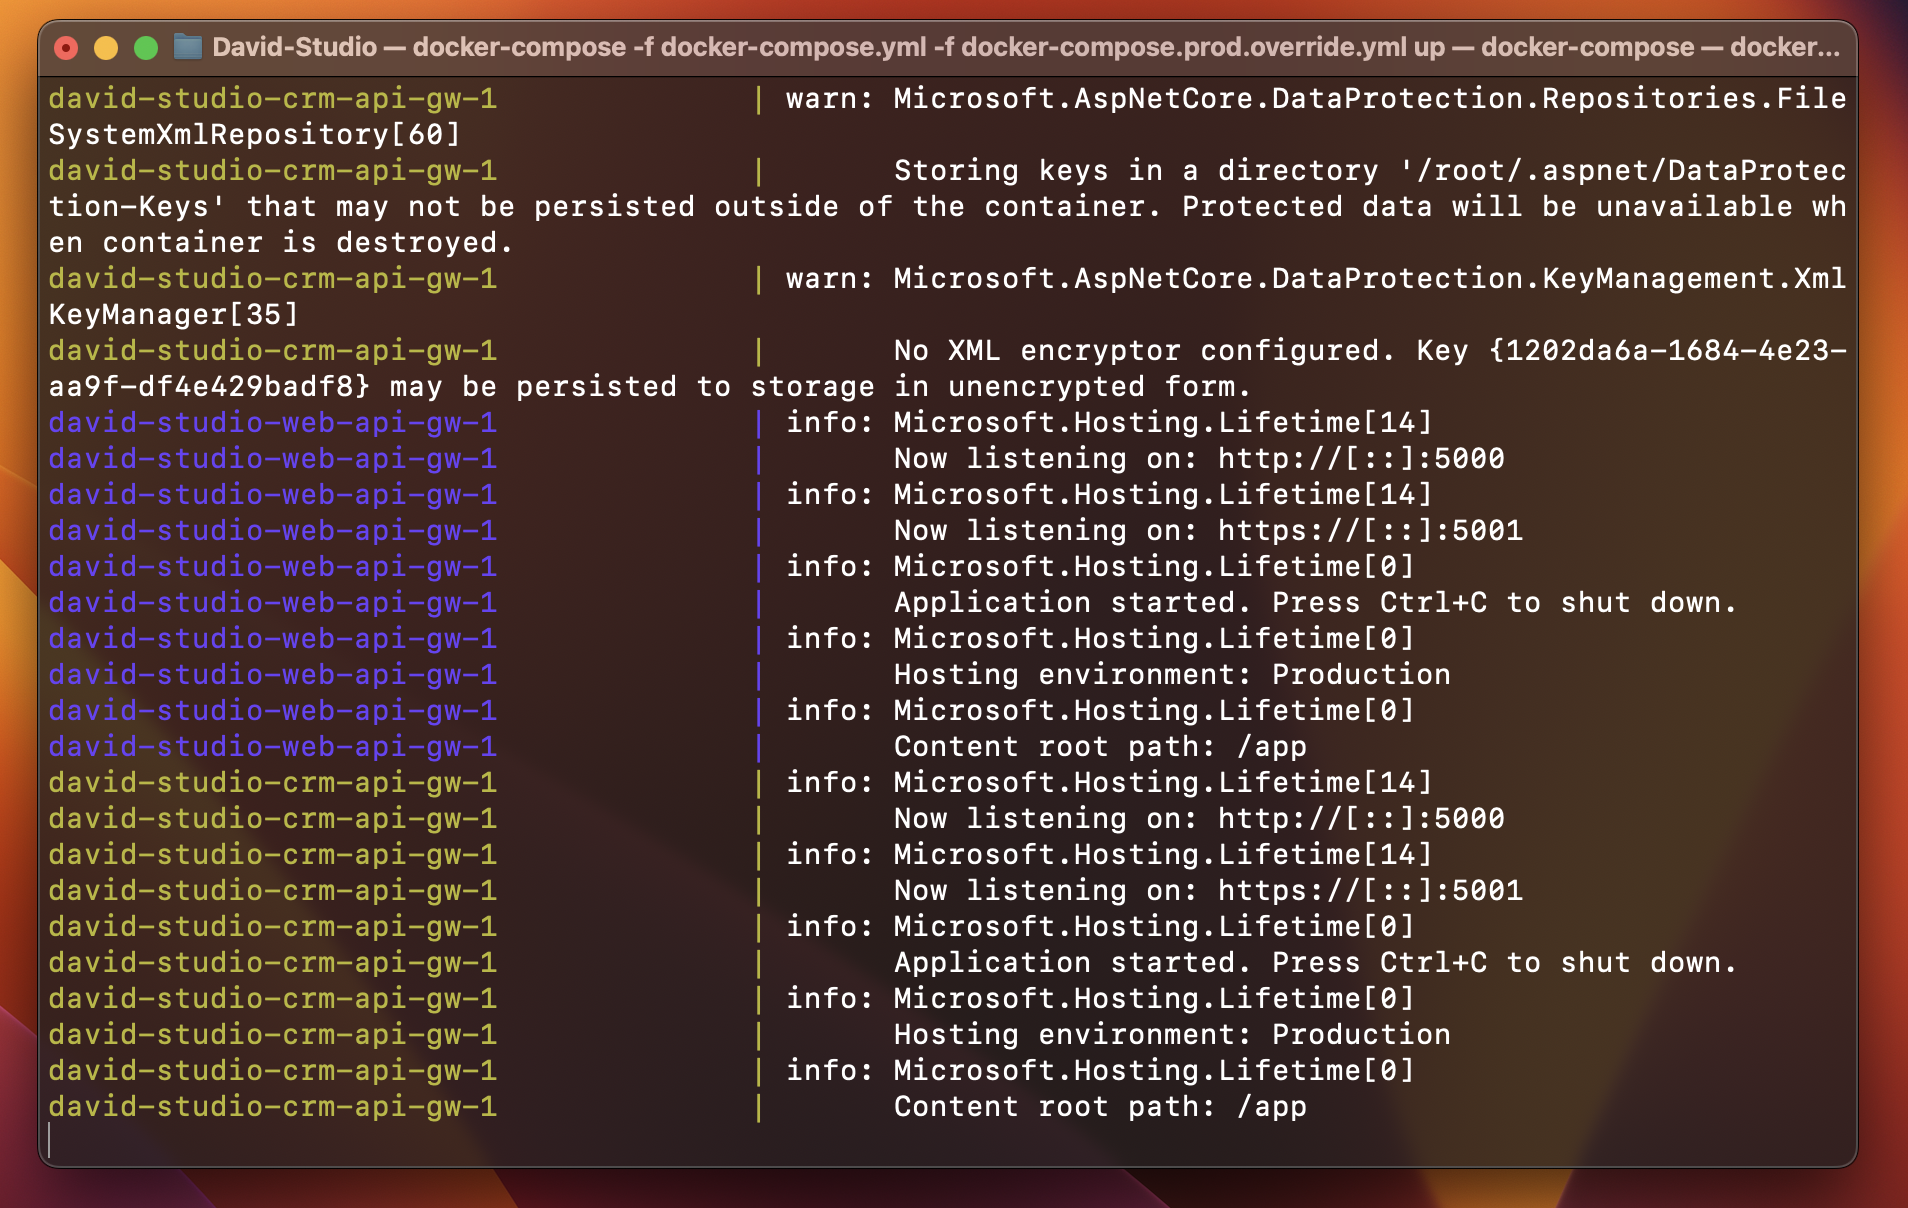 David-Studio — docker-compose -f docker-compose.yml -f docker-compose.prod.override.yml up — docker-compose — docker...
david-studio-crm-api-gw-1 | warn: Microsoft.AspNetCore.DataProtection.Repositories.File
SystemXmlRepository[60]
david-studio-crm-api-gw-1 | Storing keys in a directory '/root/.aspnet/DataProtec
tion-Keys' that may not be persisted outside of the container. Protected data will be unavailable wh
en container is destroyed.
david-studio-crm-api-gw-1 | warn: Microsoft.AspNetCore.DataProtection.KeyManagement.Xml
KeyManager[35]
david-studio-crm-api-gw-1 | No XML encryptor configured. Key {1202da6a-1684-4e23-
aa9f-df4e429badf8} may be persisted to storage in unencrypted form.
david-studio-web-api-gw-1 | info: Microsoft.Hosting.Lifetime[14]
david-studio-web-api-gw-1 | Now listening on: http://[::]:5000
david-studio-web-api-gw-1 | info: Microsoft.Hosting.Lifetime[14]
david-studio-web-api-gw-1 | Now listening on: https://[::]:5001
david-studio-web-api-gw-1 | info: Microsoft.Hosting.Lifetime[0]
david-studio-web-api-gw-1 | Application started. Press Ctrl+C to shut down.
david-studio-web-api-gw-1 | info: Microsoft.Hosting.Lifetime[0]
david-studio-web-api-gw-1 | Hosting environment: Production
david-studio-web-api-gw-1 | info: Microsoft.Hosting.Lifetime[0]
david-studio-web-api-gw-1 | Content root path: /app
david-studio-crm-api-gw-1 | info: Microsoft.Hosting.Lifetime[14]
david-studio-crm-api-gw-1 | Now listening on: http://[::]:5000
david-studio-crm-api-gw-1 | info: Microsoft.Hosting.Lifetime[14]
david-studio-crm-api-gw-1 | Now listening on: https://[::]:5001
david-studio-crm-api-gw-1 | info: Microsoft.Hosting.Lifetime[0]
david-studio-crm-api-gw-1 | Application started. Press Ctrl+C to shut down.
david-studio-crm-api-gw-1 | info: Microsoft.Hosting.Lifetime[0]
david-studio-crm-api-gw-1 | Hosting environment: Production
david-studio-crm-api-gw-1 | info: Microsoft.Hosting.Lifetime[0]
david-studio-crm-api-gw-1 | Content root path: /app